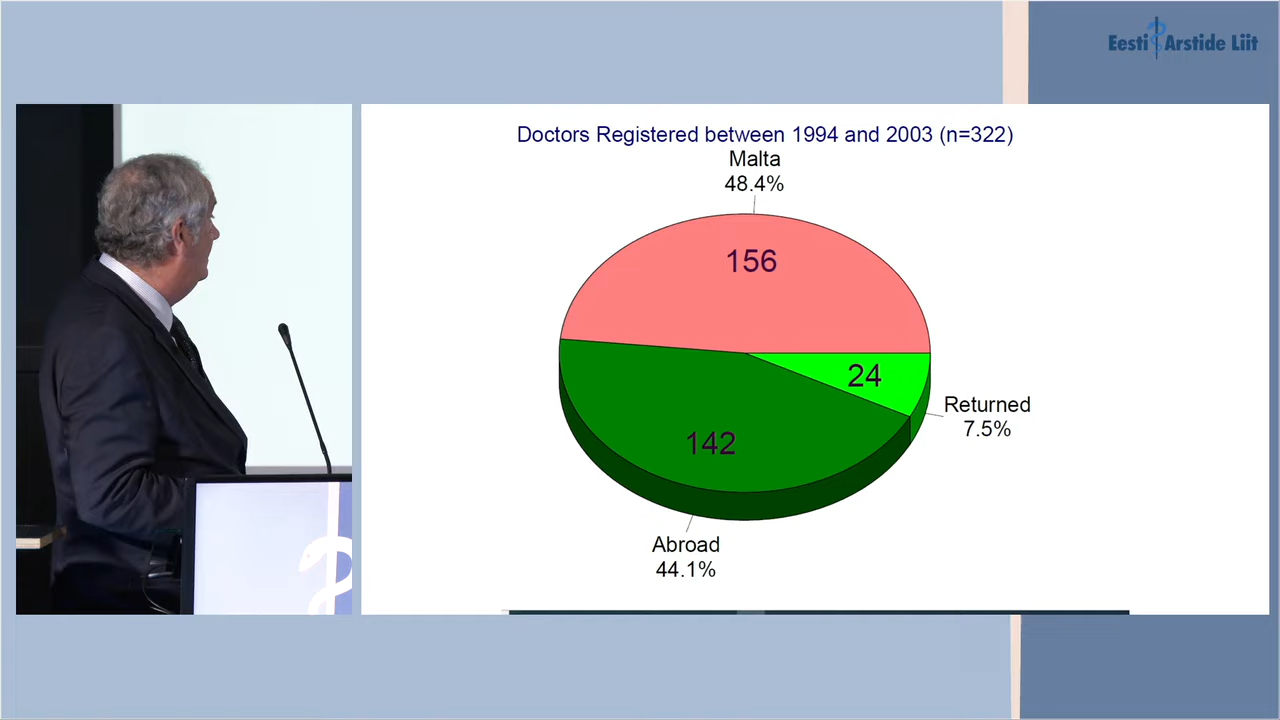 Eesti Arstide Liit
Doctors Registered between 1994 and 2003 (n=322)
Malta
48.4%
156
24
Returned
7.5%
142
Abroad
44.1%